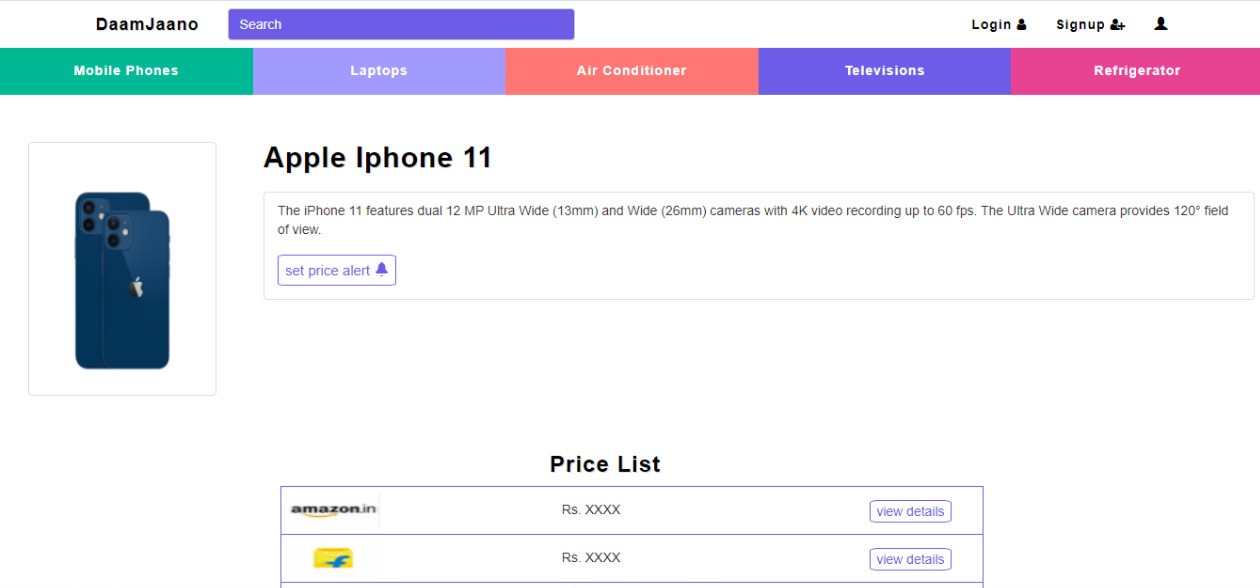 DaamJaano
Search
Login
Signup
Mobile Phones
Laptops
Air Conditioner
Televisions
Refrigerator
Apple Iphone 11
The iPhone 11 features dual 12 MP Ultra Wide (13mm) and Wide (26mm) cameras with 4K video recording up to 60 fps. The Ultra Wide camera provides 120° field
of view.
set price alert
Price List
amazon.in Rs. XXXX view details
Rs. XXXX view details